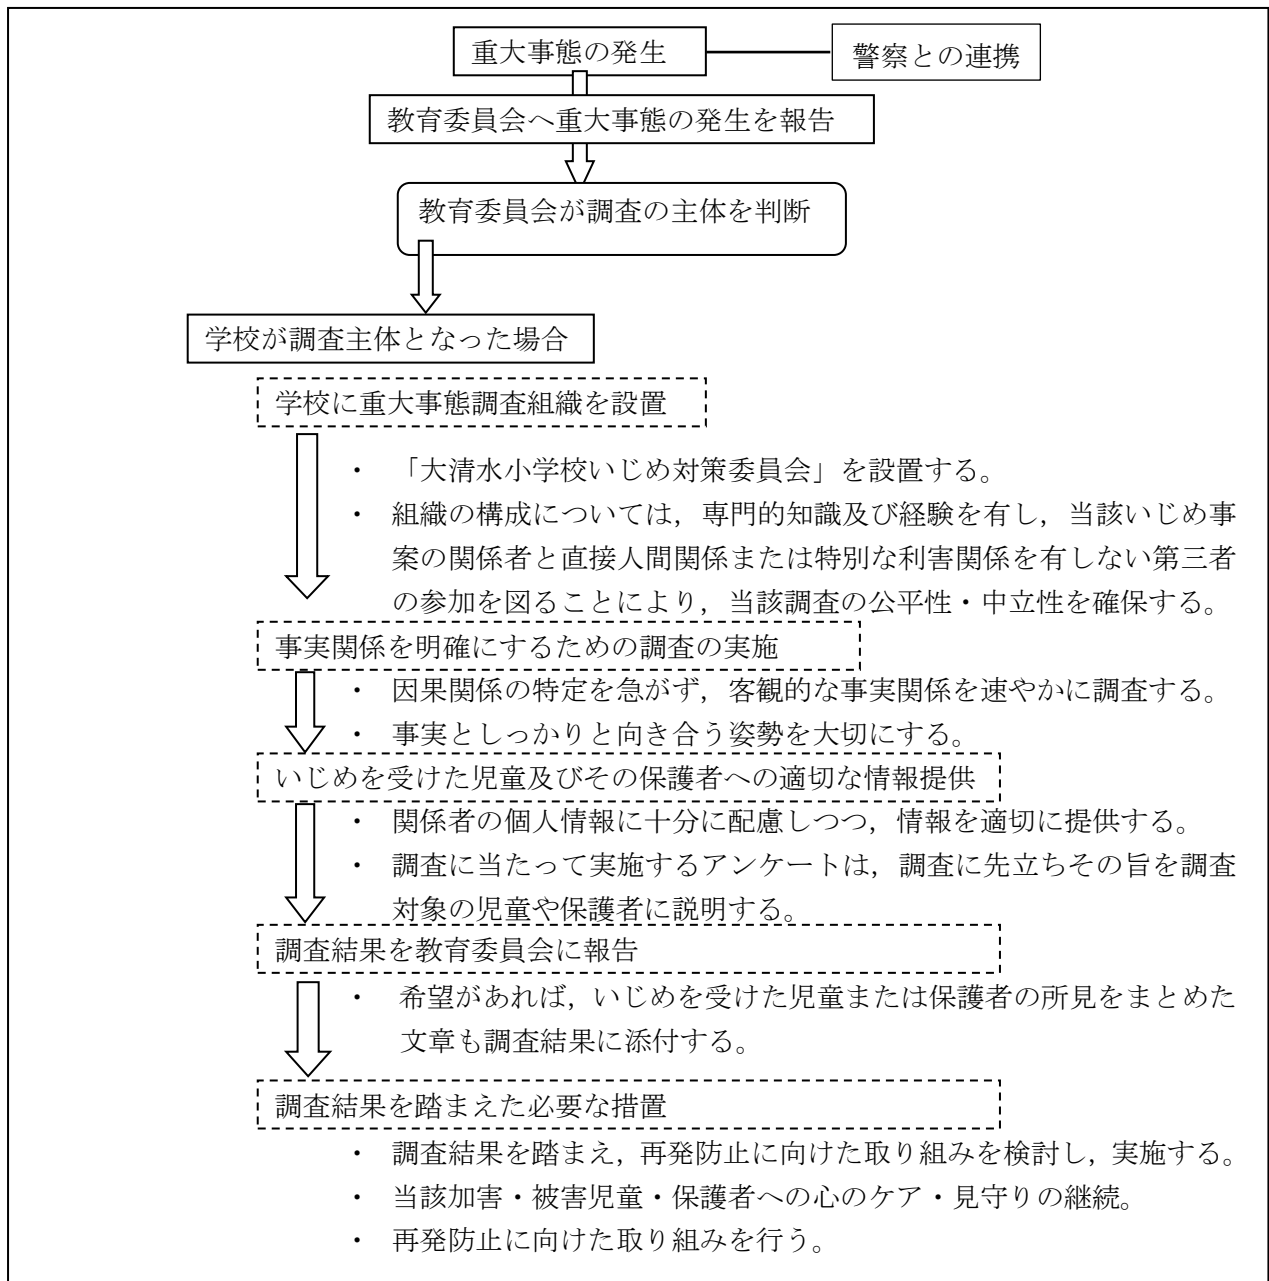 重大事態の発生
警察との連携
教育委員会へ重大事態の発生を報告
教育委員会が調査の主体を判断
学校が調査主体となった場合
学校に重大事態調査組織を設置
・ 「大清水小学校いじめ対策委員会」を設置する。
・ 組織の構成については，専門的知識及び経験を有し，当該いじめ事
案の関係者と直接人間関係または特別な利害関係を有しない第三者
の参加を図ることにより，当該調査の公平性・中立性を確保する。
事実関係を明確にするための調査の実施
・ 因果関係の特定を急がず，客観的な事実関係を速やかに調査する。
・ 事実としっかりと向き合う姿勢を大切にする。
いじめを受けた児童及びその保護者への適切な情報提供
・ 関係者の個人情報に十分に配慮しつつ，情報を適切に提供する。
・ 調査に当たって実施するアンケートは，調査に先立ちその旨を調査
対象の児童や保護者に説明する。
調査結果を教育委員会に報告
・ 希望があれば，いじめを受けた児童または保護者の所見をまとめた
文章も調査結果に添付する。
調査結果を踏まえた必要な措置
・ 調査結果を踏まえ，再発防止に向けた取り組みを検討し，実施する。
・ 当該加害・被害児童・保護者への心のケア・見守りの継続。
・ 再発防止に向けた取り組みを行う。